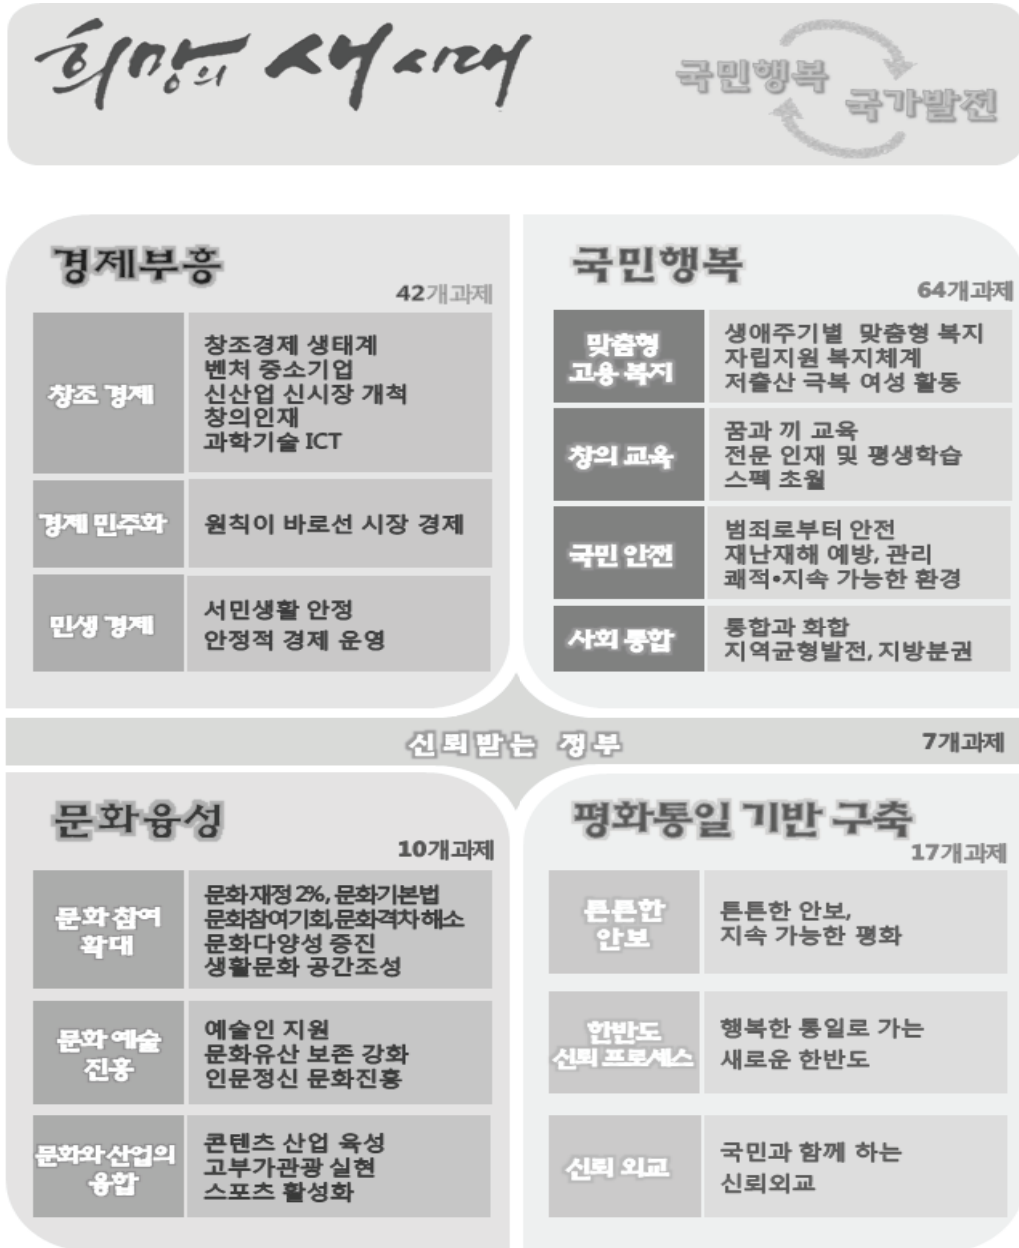 희망의 새 시대
국민행복
국가발전
경제부흥
42개과제
창조 경제
창조경제 생태계
벤처 중소기업
신산업 신시장 개척
창의인재
과학기술 ICT
경제 민주화
원칙이 바로선 시장 경제
민생 경제
서민생활 안정
안정적 경제 운영
국민행복
64개과제
맞춤형
고용·복지
생애주기별 맞춤형 복지
자립지원 복지체계
저출산 극복 여성 활동
창의 교육
꿈과 끼 교육
전문 인재 및 평생학습
스펙 초월
국민 안전
범죄로부터 안전
재난재해 예방, 관리
쾌적•지속 가능한 환경
사회 통합
통합과 화합
지역균형발전, 지방분권
신뢰받는 정부
7개과제
문화융성
10개과제
문화 참여
확대
문화재정 2%, 문화기본법
문화참여기회,문화격차해소
문화다양성 증진
생활문화 공간조성
문화 예술
진흥
예술인 지원
문화유산 보존 강화
인문정신 문화진흥
문화와 산업의
융합
콘텐츠 산업 육성
고부가관광 실현
스포츠 활성화
평화통일 기반 구축
17개과제
튼튼한
안보
튼튼한 안보,
지속 가능한 평화
한반도
신뢰 프로세스
행복한 통일로 가는
새로운 한반도
신뢰 외교
국민과 함께 하는
신뢰외교